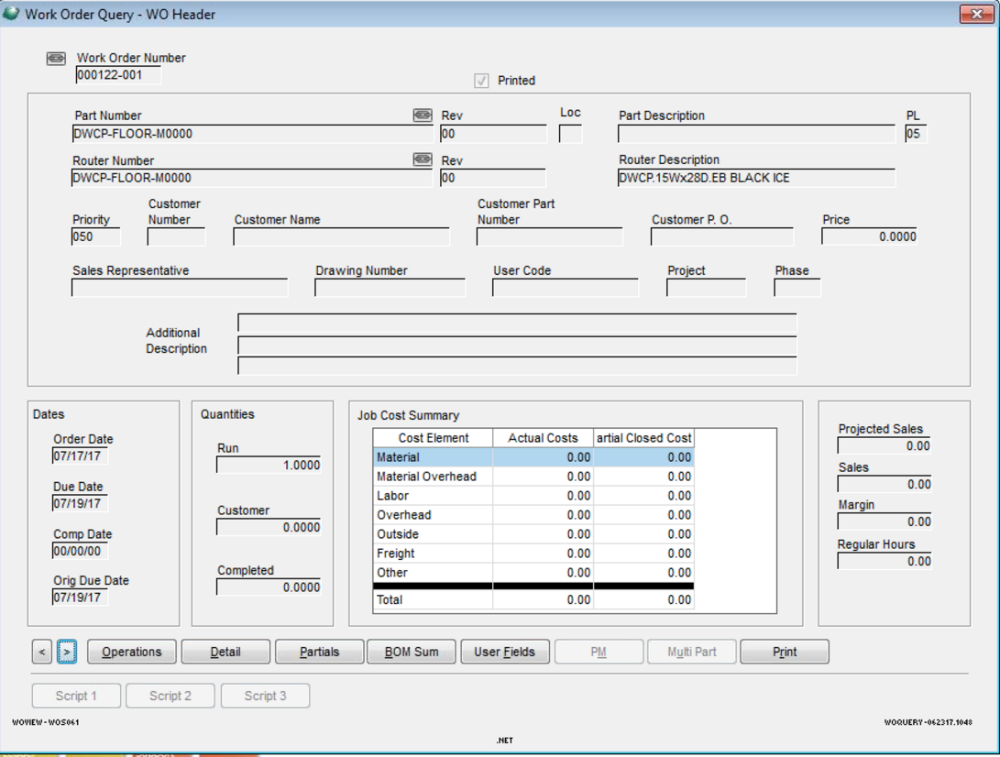 Work Order Query - WO Header
Work Order Number
000122-001
Printed
Part Number Rev Loc Part Description PL
DWCP-FLOOR-M0000 00 05
Router Number Rev Router Description
DWCP-FLOOR-M0000 00 DWCP.15Wx28D.EB BLACK ICE
Priority Customer Number Customer Name Customer Part Number Customer P. O. Price
050 0.0000
Sales Representative Drawing Number User Code Project Phase
Additional
Description
Dates
Order Date
07/17/17
Due Date
07/19/17
Comp Date
00/00/00
Orig Due Date
07/19/17
Quantities
Run
1.0000
Customer
0.0000
Completed
0.0000
Job Cost Summary
Cost Element Actual Costs artial Closed Cost
Material 0.00 0.00
Material Overhead 0.00 0.00
Labor 0.00 0.00
Overhead 0.00 0.00
Outside 0.00 0.00
Freight 0.00 0.00
Other 0.00 0.00
Total 0.00 0.00
Projected Sales
0.00
Sales
0.00
Margin
0.00
Regular Hours
0.00
< > Operations Detail Partials BOM Sum User Fields PM Multi Part Print
Script 1 Script 2 Script 3
WOVIEW-WOS061 WOQUERY-062317.1048
.NET